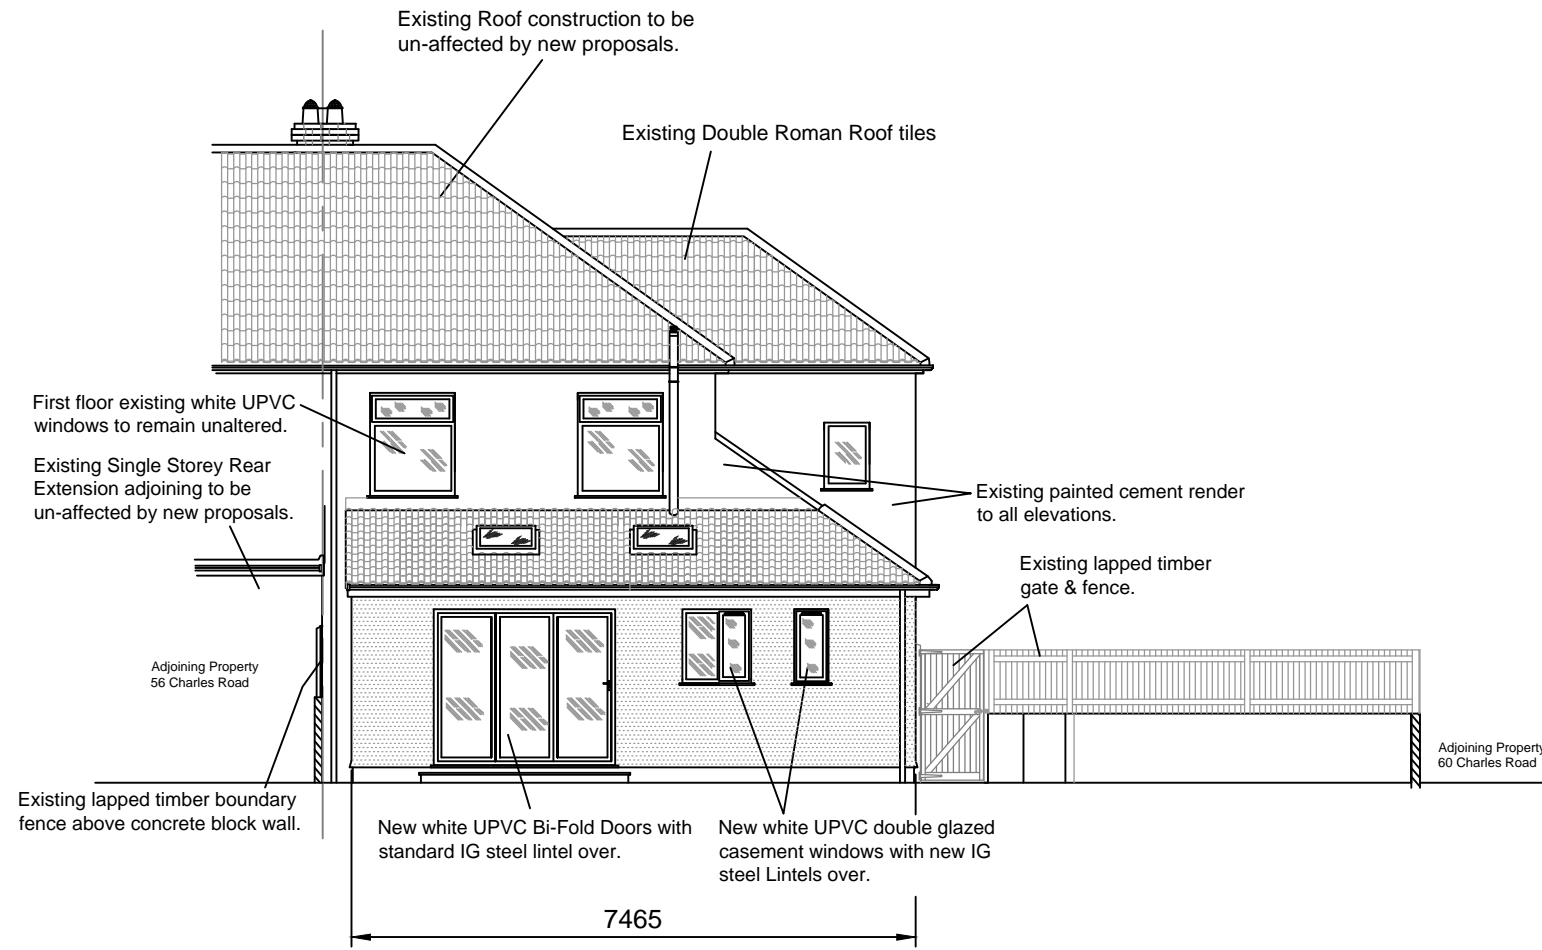 Existing Roof construction to be
un-affected by new proposals.
Existing Double Roman Roof tiles
First floor existing white UPVC
windows to remain unaltered.
Existing Single Storey Rear
Extension adjoining to be
un-affected by new proposals.
Existing painted cement render
to all elevations.
Existing lapped timber
gate & fence.
Adjoining Property
56 Charles Road
Adjoining Property
60 Charles Road
Existing lapped timber boundary
fence above concrete block wall.
New white UPVC Bi-Fold Doors with
standard IG steel lintel over.
New white UPVC double glazed
casement windows with new IG
steel Lintels over.
7465